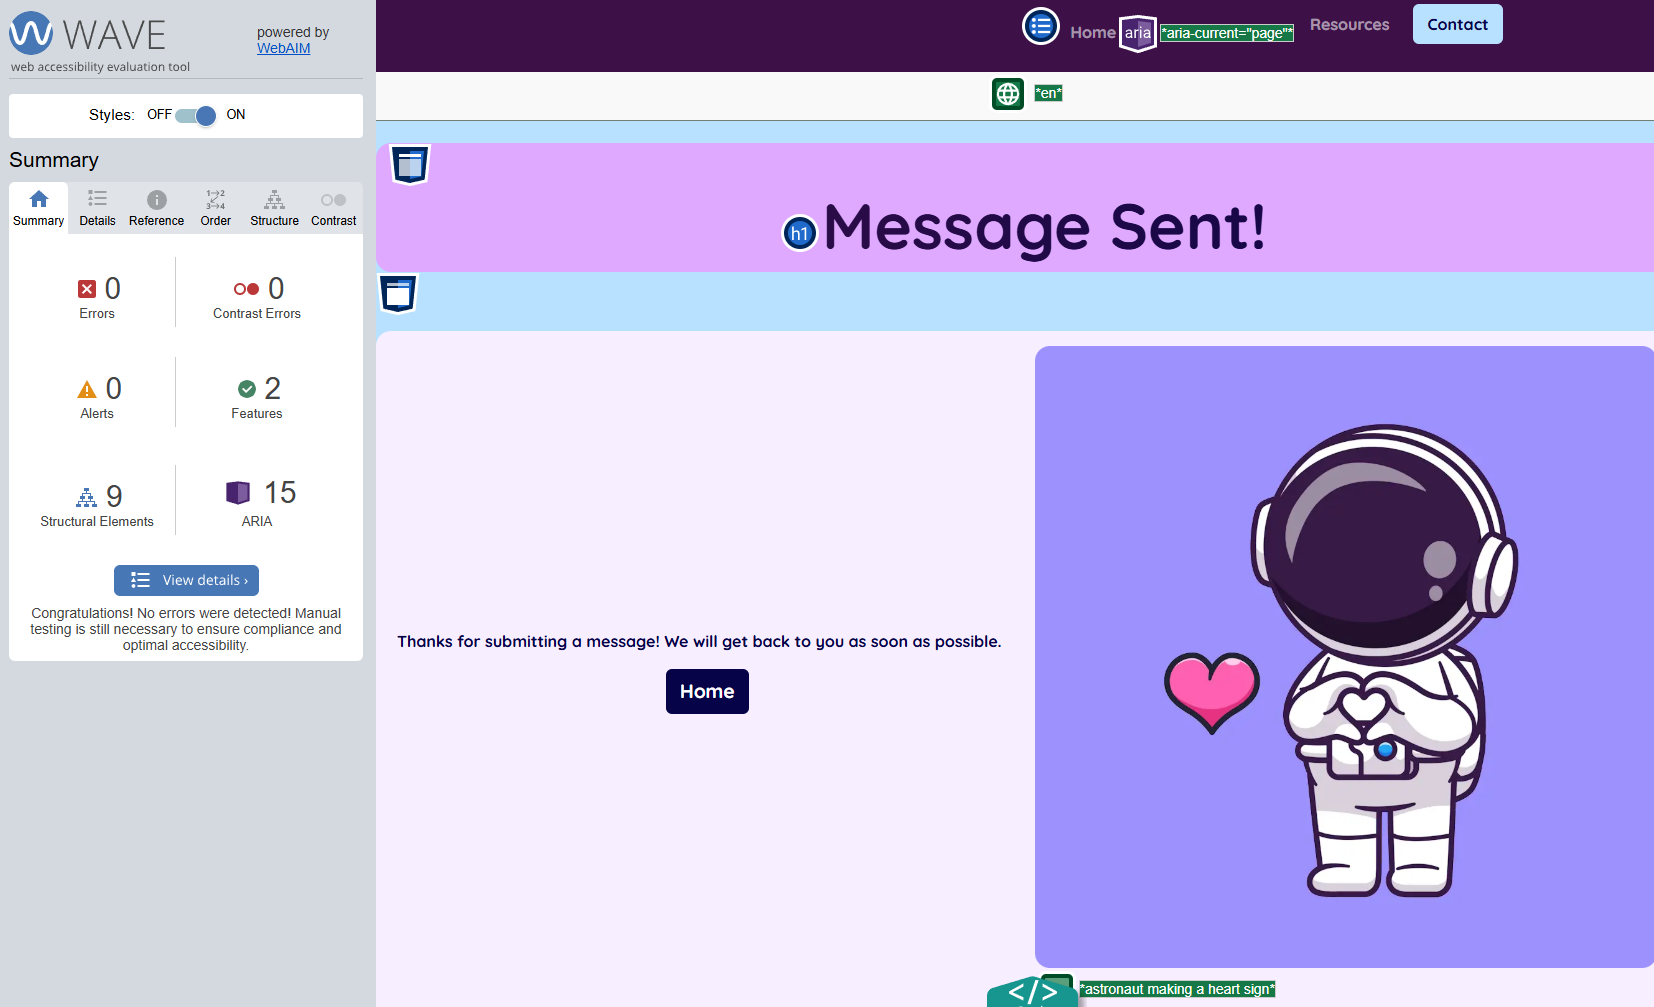 WAVE
web accessibility evaluation tool
powered by
WebAIM
Styles: OFF ON
Summary
Summary Details Reference Order Structure Contrast
0
Errors
0
Contrast Errors
0
Alerts
2
Features
9
Structural Elements
15
ARIA
View details ›
Congratulations! No errors were detected! Manual
testing is still necessary to ensure compliance and
optimal accessibility.
Home aria *aria-current="page"* Resources Contact
*en*
h1 Message Sent!
Thanks for submitting a message! We will get back to you as soon as possible.
Home
</>
*astronaut making a heart sign*